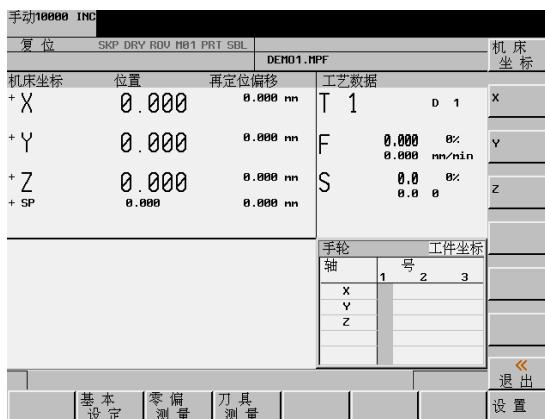 手动10000 INC
复位 SKP DRY ROV M01 PRT SBL
DEMO1.MPF
机床坐标
机床坐标 位置 再定位偏移 工艺数据
+X 0.000 0.000 mm T 1 D 1
X
+Y 0.000 0.000 mm F 0.000 0%
0.000 mm/min
Y
+Z 0.000 0.000 mm S 0.0 0%
+ SP 0.000 0.000 mm 0.0 0
Z
手轮 工件坐标
轴 号
1 2 3
X
Y
Z
«
退出
基本设定 零偏测量 刀具测量 设置